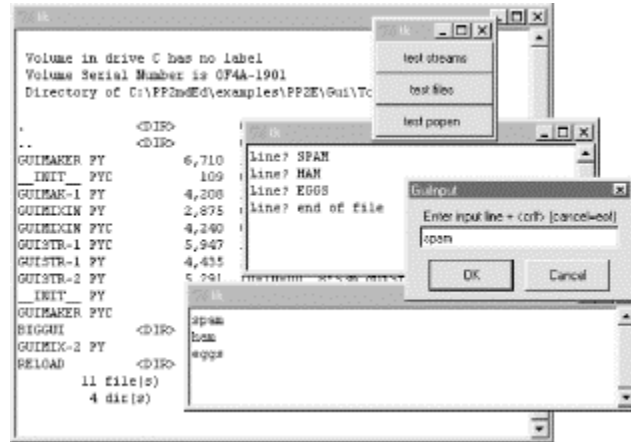 Volume in drive C has no label
Volume Serial Number is 0F4A-1901
Directory of C:\PP2ndEd\examples\PP2E\Gui\To
. <DIR>
.. <DIR>
GUIMAKER PY 6,710
__INIT__ PYC 109
GUIMAK~1 PY 4,208
GUIMIXIN PY 2,875
GUIMIXIN PYC 4,240
GUISTR~1 PYC 5,947
GUISTR~1 PY 4,435
GUISTR~2 PY 5,291
__INIT__ PY
GUIMAKER PYC
BIGGUI <DIR>
GUIMIX~2 PY
RELOAD <DIR>
11 file(s)
4 dir(s)
tk
test streams
test files
test popen
tk
line? SPAM
line? HAM
line? EGGS
line? end of file
GuiInput
Enter input line + <crlf> (cancel=eof)
spam
OK Cancel
tk
spam
ham
eggs